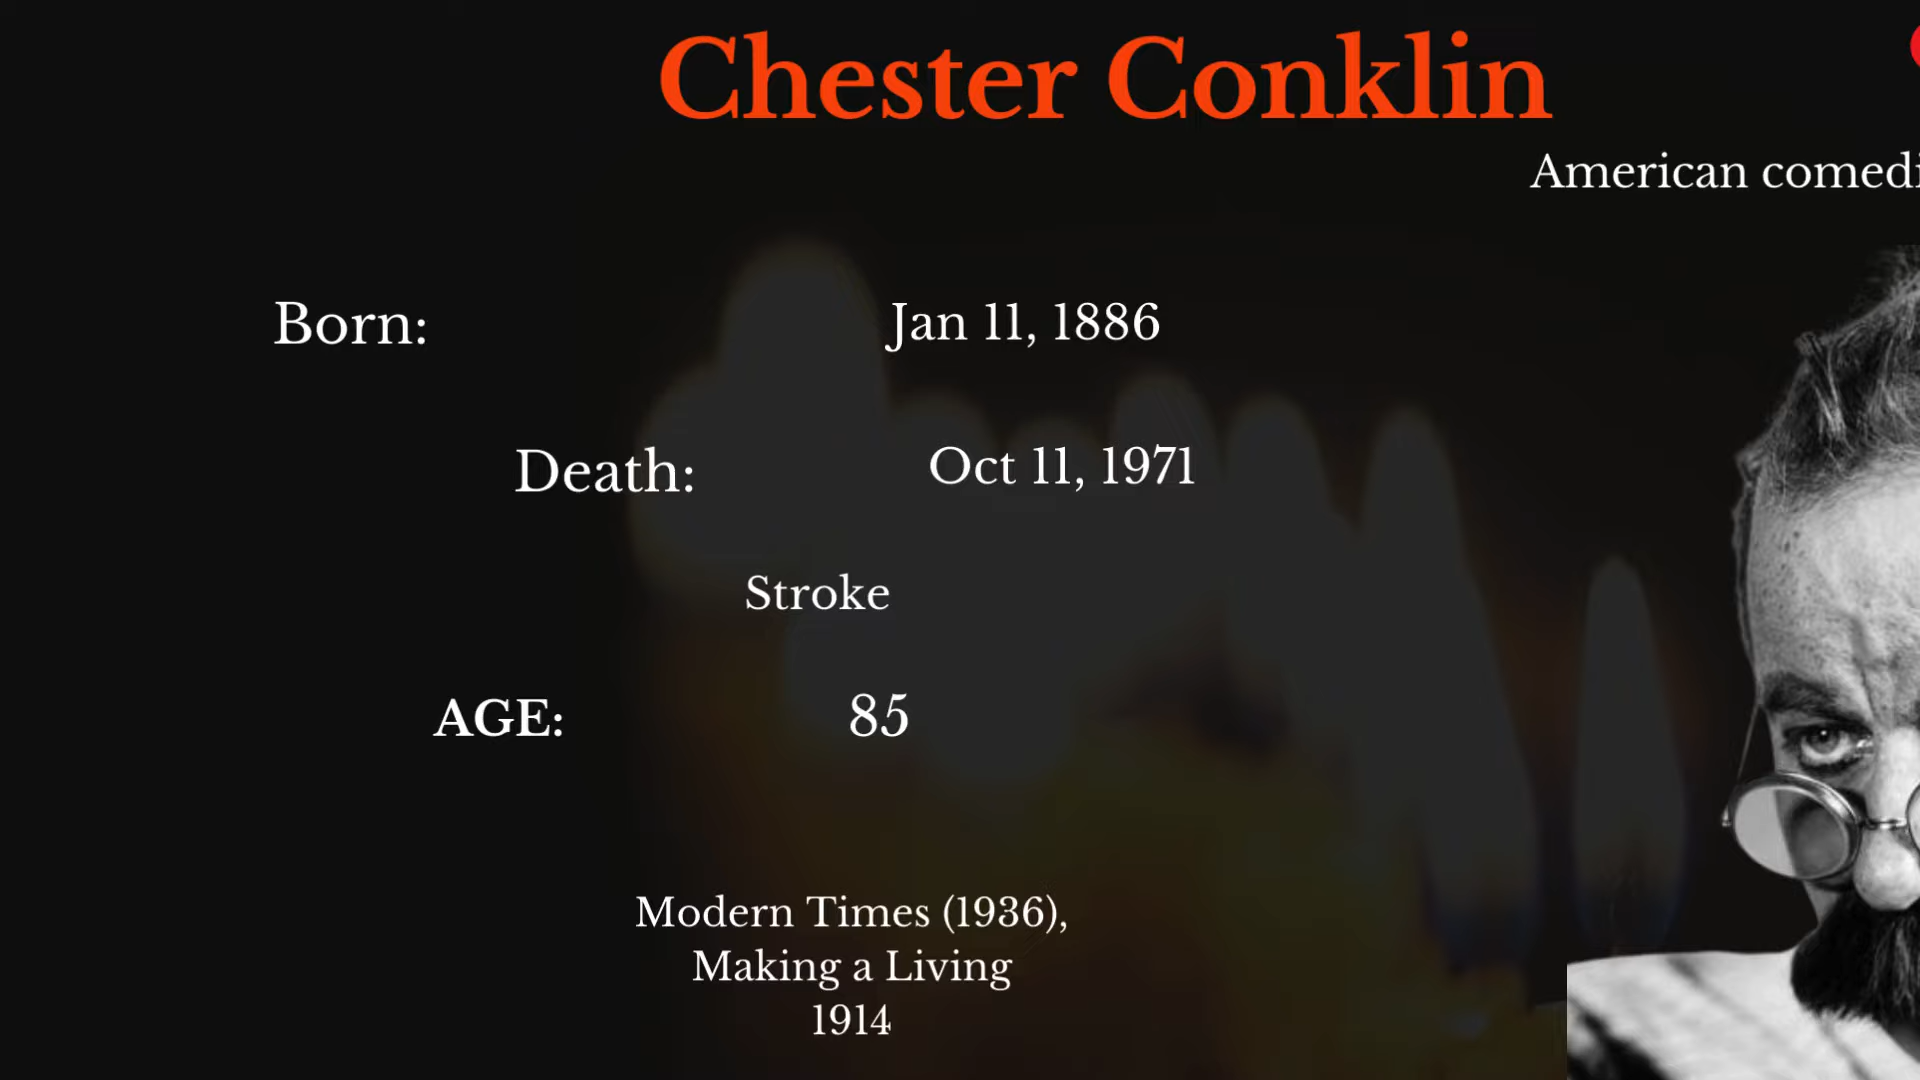 Chester Conklin
American comedi
Born: Jan 11, 1886
Death: Oct 11, 1971
Stroke
AGE: 85
Modern Times (1936),
Making a Living
1914